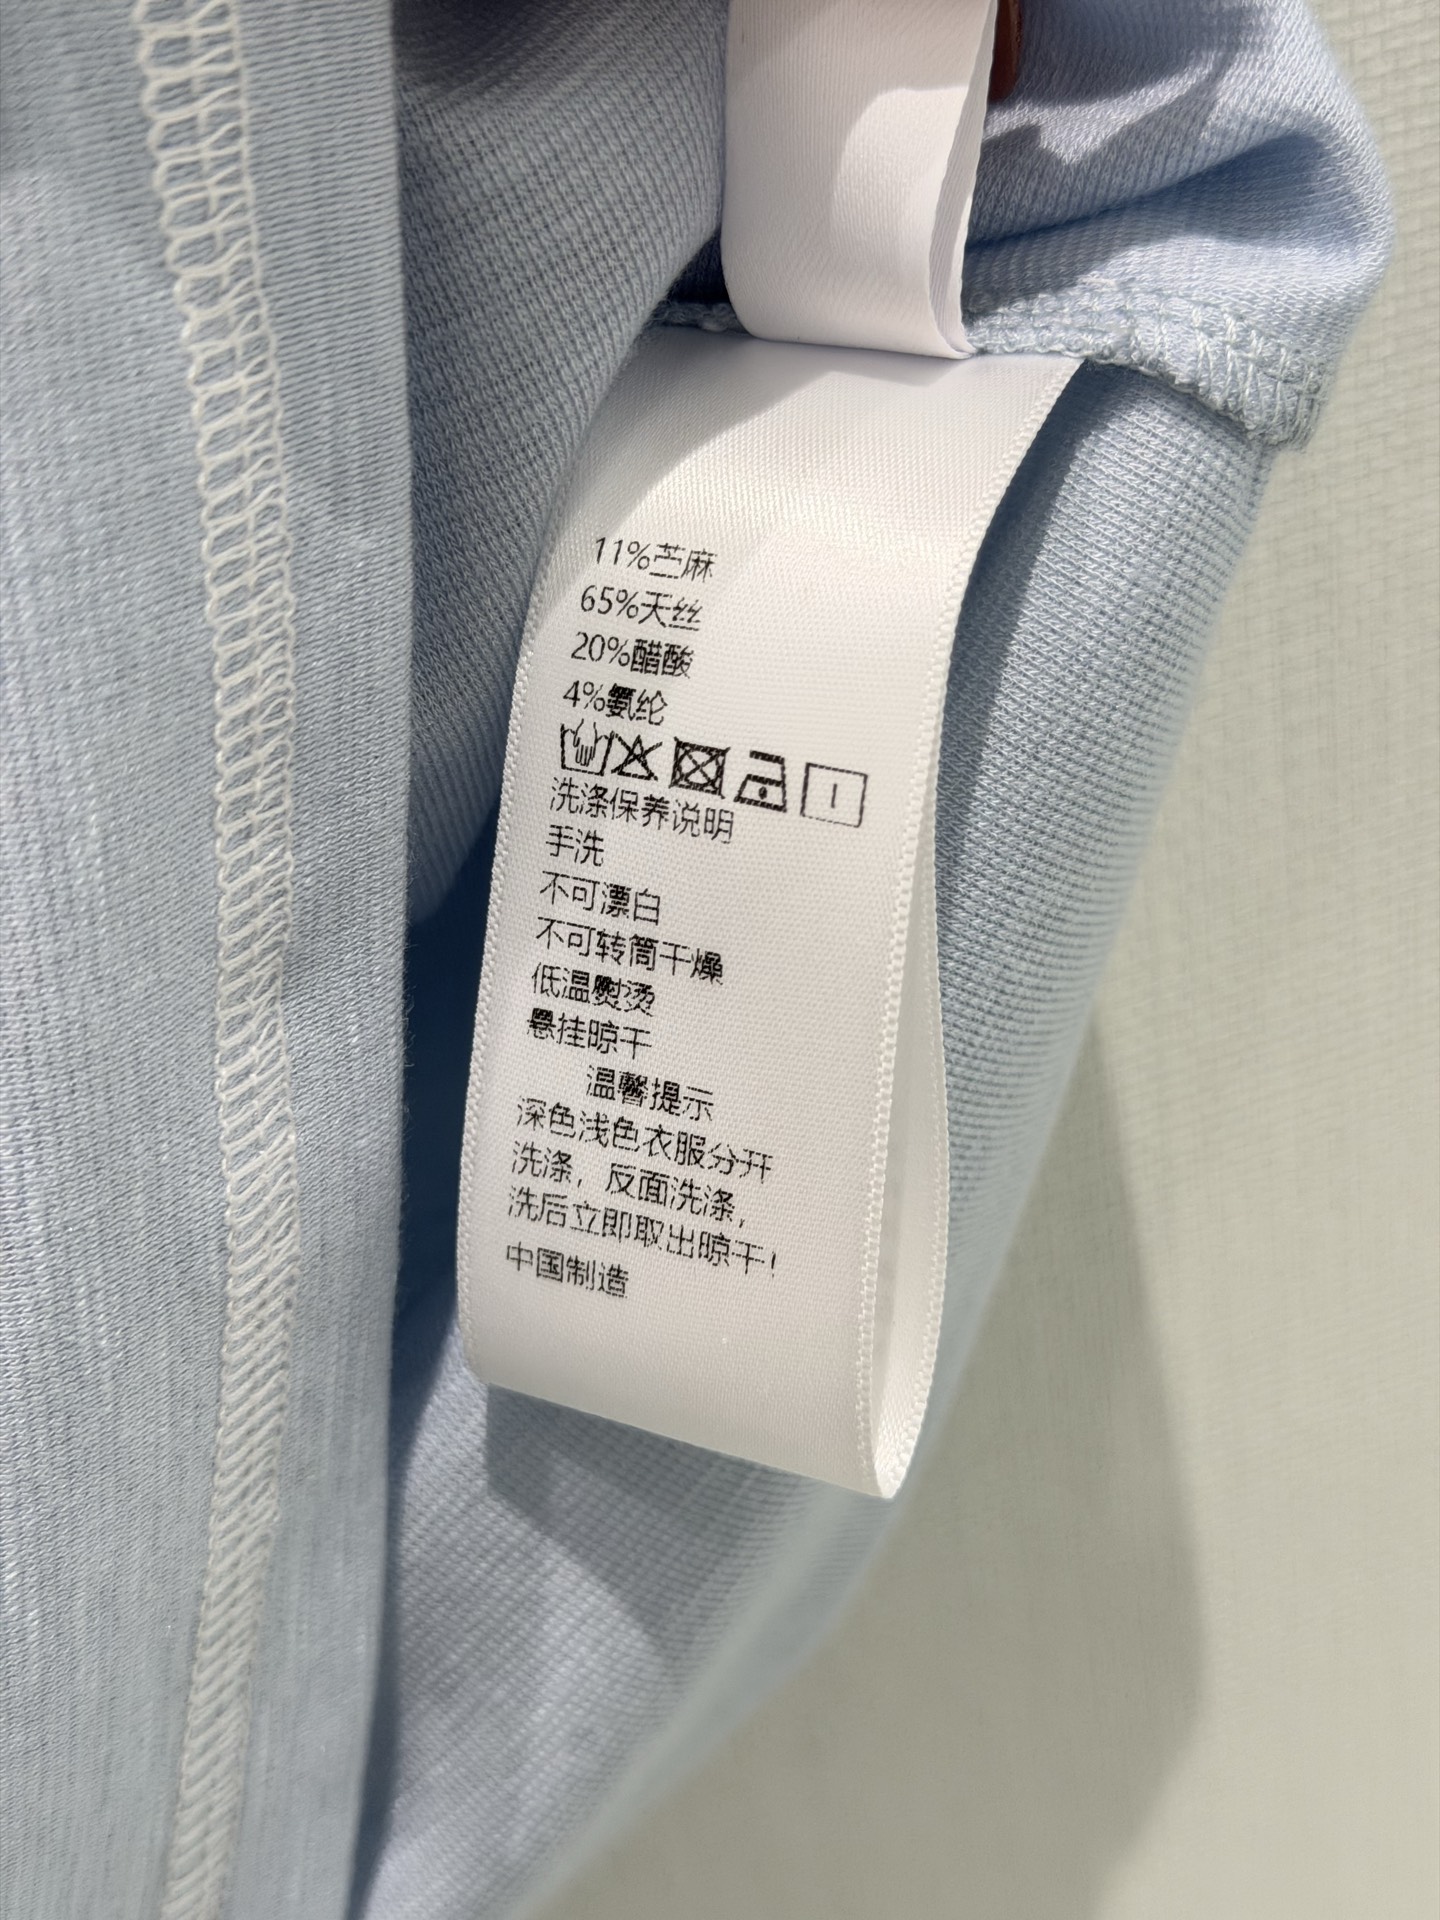 11%苎麻
65%天丝
20%醋酸
4%氨纶
洗涤保养说明
手洗
不可漂白
不可转筒干燥
低温熨烫
悬挂晾干
温馨提示
深色浅色衣服分开
洗涤，反面洗涤，
洗后立即取出晾干！
中国制造